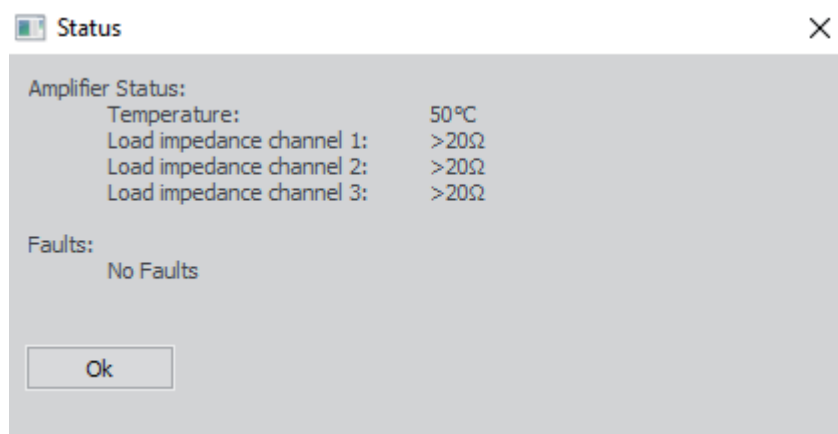 Status
Amplifier Status:
Temperature: 50°C
Load impedance channel 1: >20Ω
Load impedance channel 2: >20Ω
Load impedance channel 3: >20Ω
Faults:
No Faults
Ok